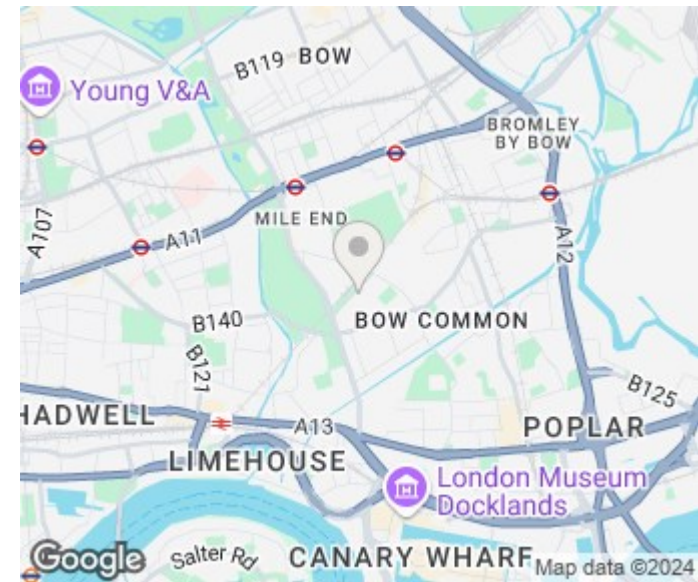 B119 BOW
Young V&A
BROMLEY
BY BOW
MILE END
A107
A11
A12
B140
BOW COMMON
B121
B125
HADWELL
A13
POPLAR
LIMEHOUSE
London Museum
Docklands
Google
Salter Rd
CANARY WHARF
Map data ©2024